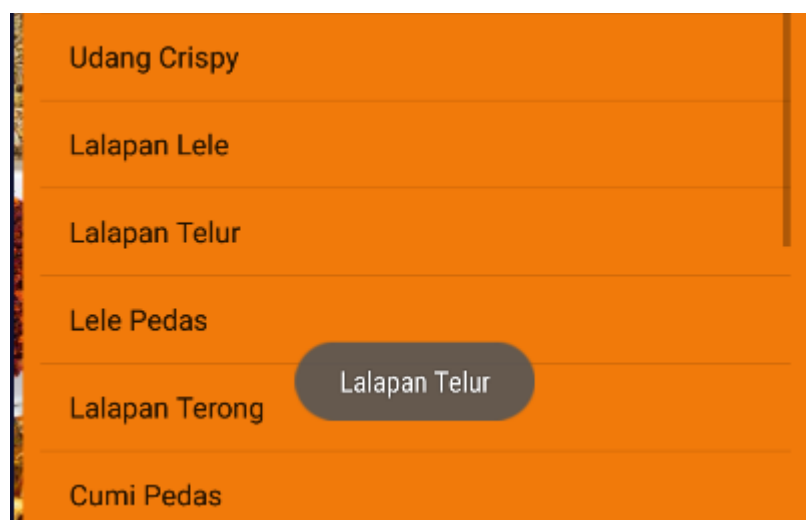 Udang Crispy
Lalapan Lele
Lalapan Telur
Lele Pedas
Lalapan Telur
Lalapan Terong
Cumi Pedas